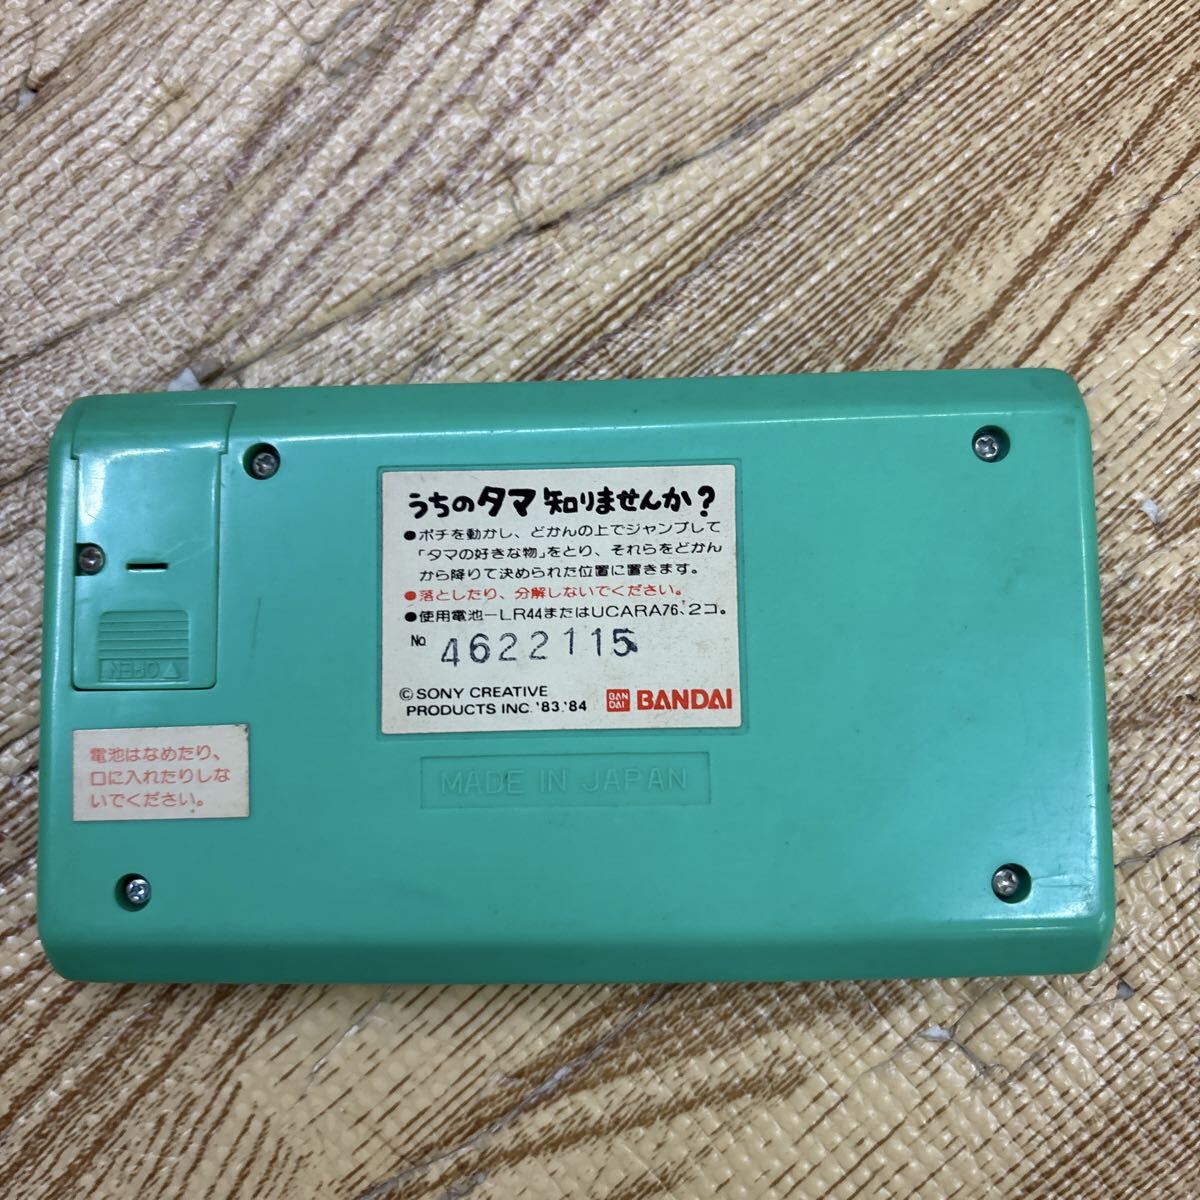 うちのタマ知りませんか?
●ポチを動かし、どかんの上でジャンプして
「タマの好きな物」をとり、それらをどかん
から降りて決められた位置に置きます。
●落としたり、分解しないでください。
●使用電池ーLR44またはUCARA76、2コ。
№ 4622115
© SONY CREATIVE
PRODUCTS INC. '83.'84
BAN
DAI
BANDAI
MADE IN JAPAN
OPEN
電池はなめたり、
口に入れたりしな
いでください。